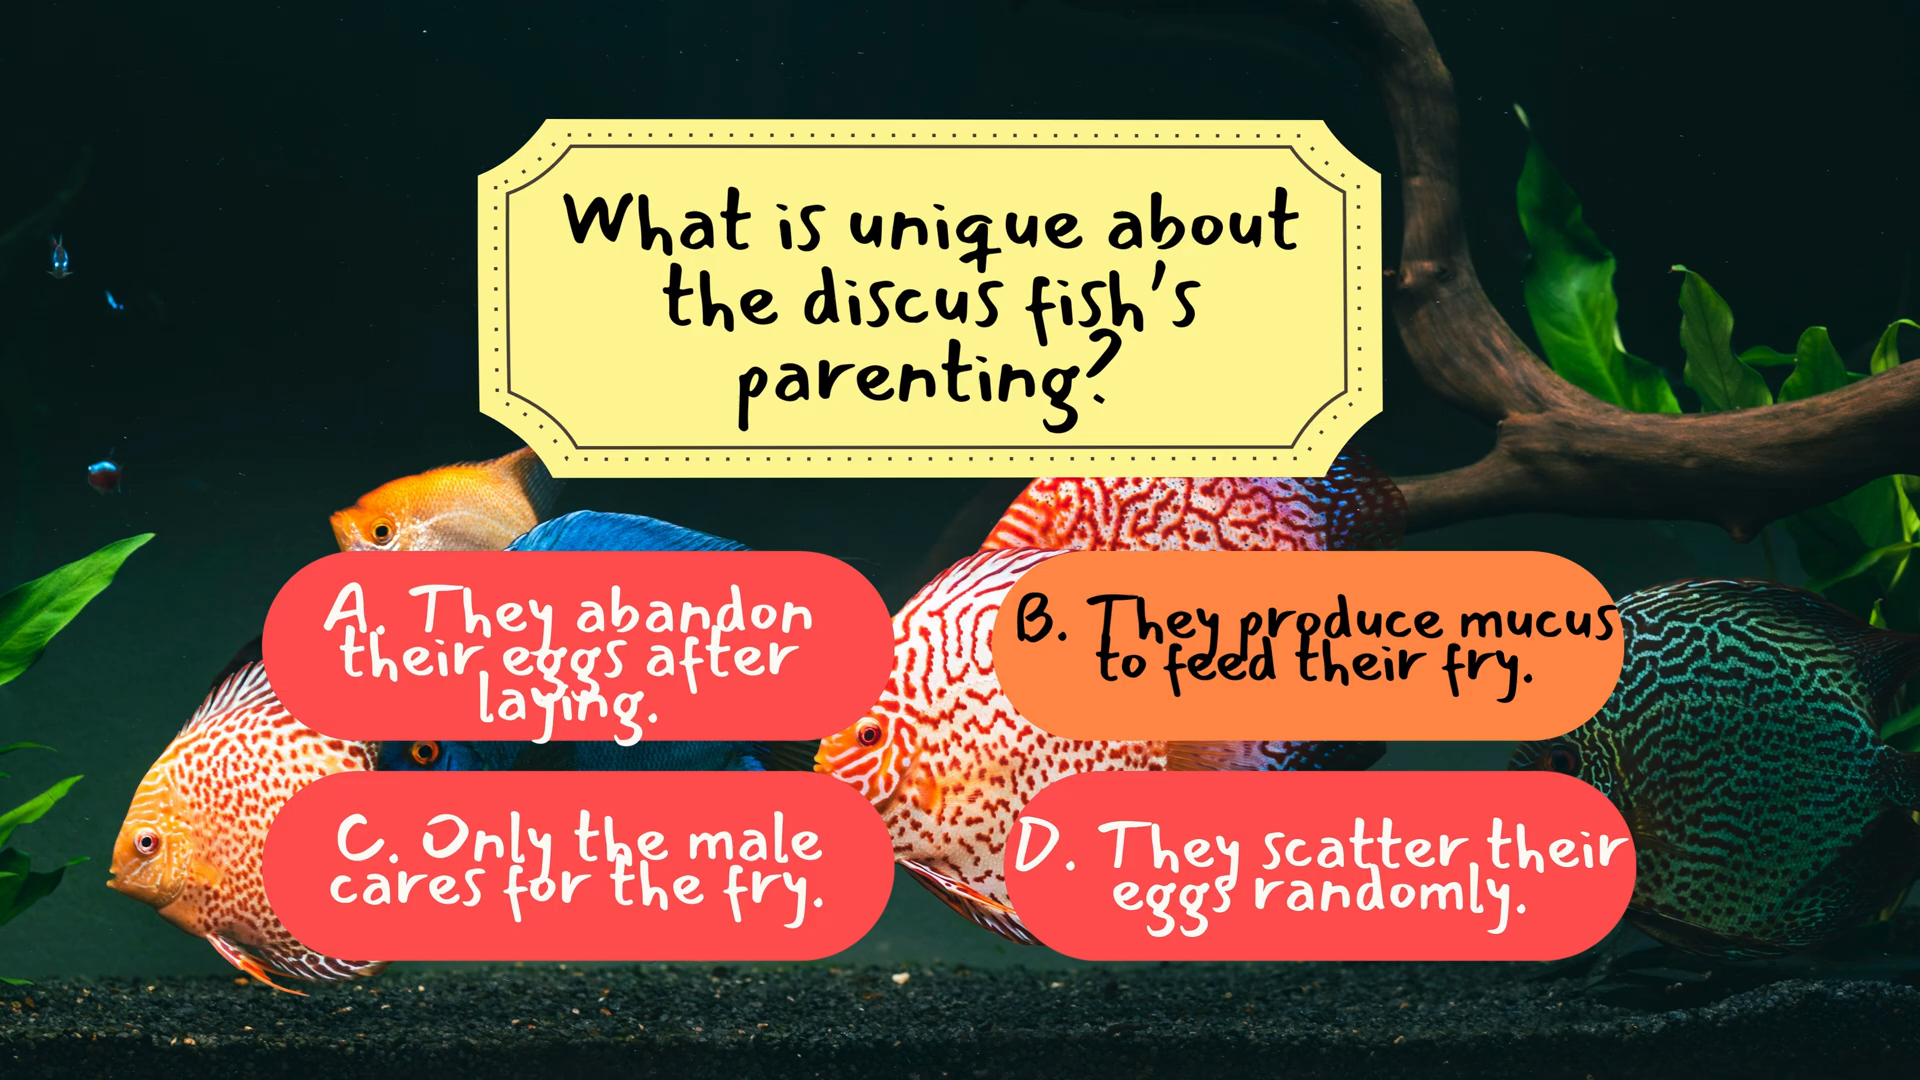 What is unique about
the discus fish's
parenting?
A. They abandon
their eggs after
laying.
B. They produce mucus
to feed their fry.
C. Only the male
cares for the fry.
D. They scatter their
eggs randomly.